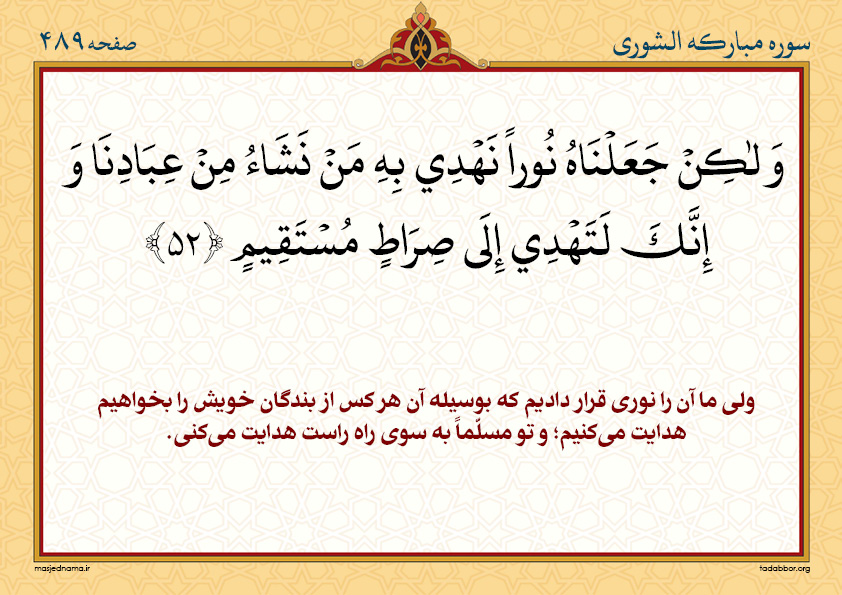 سوره مبارکه الشوری
صفحه ۴۸۹
وَ لٰكِنْ جَعَلْنَاهُ نُوراً نَهْدِي بِهِ مَنْ نَشَاءُ مِنْ عِبَادِنَا وَ
إِنَّكَ لَتَهْدِي إِلَى صِرَاطٍ مُسْتَقِيمٍ ﴿۵۲﴾
ولی ما آن را نوری قرار دادیم که بوسیله آن هر کس از بندگان خویش را بخواهیم
هدایت می‌کنیم؛ و تو مسلّماً به سوی راه راست هدایت می‌کنی.
masjednama.ir
tadabbor.org